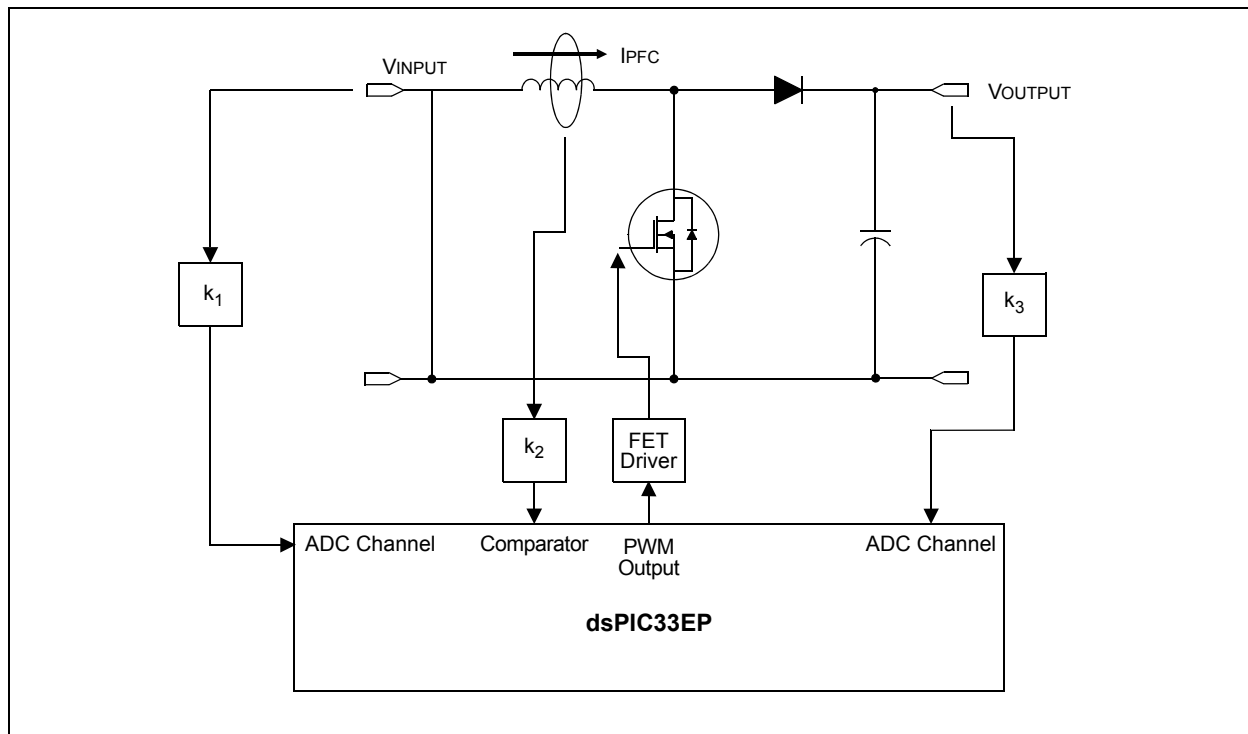 IPFC
VINPUT
VOUTPUT
k1
k3
k2
FET
Driver
ADC Channel
Comparator
PWM
Output
ADC Channel
dsPIC33EP